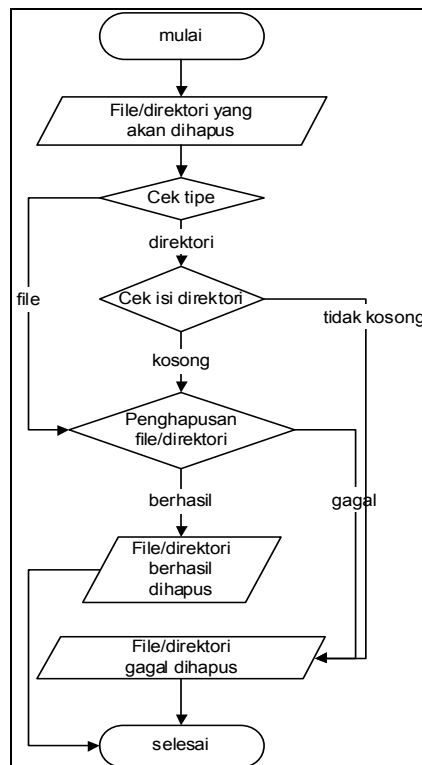 mulai
File/direktori yang
akan dihapus
Cek tipe
direktori
file
Cek isi direktori
tidak kosong
kosong
Penghapusan
file/direktori
berhasil
gagal
File/direktori
berhasil
dihapus
File/direktori
gagal dihapus
selesai